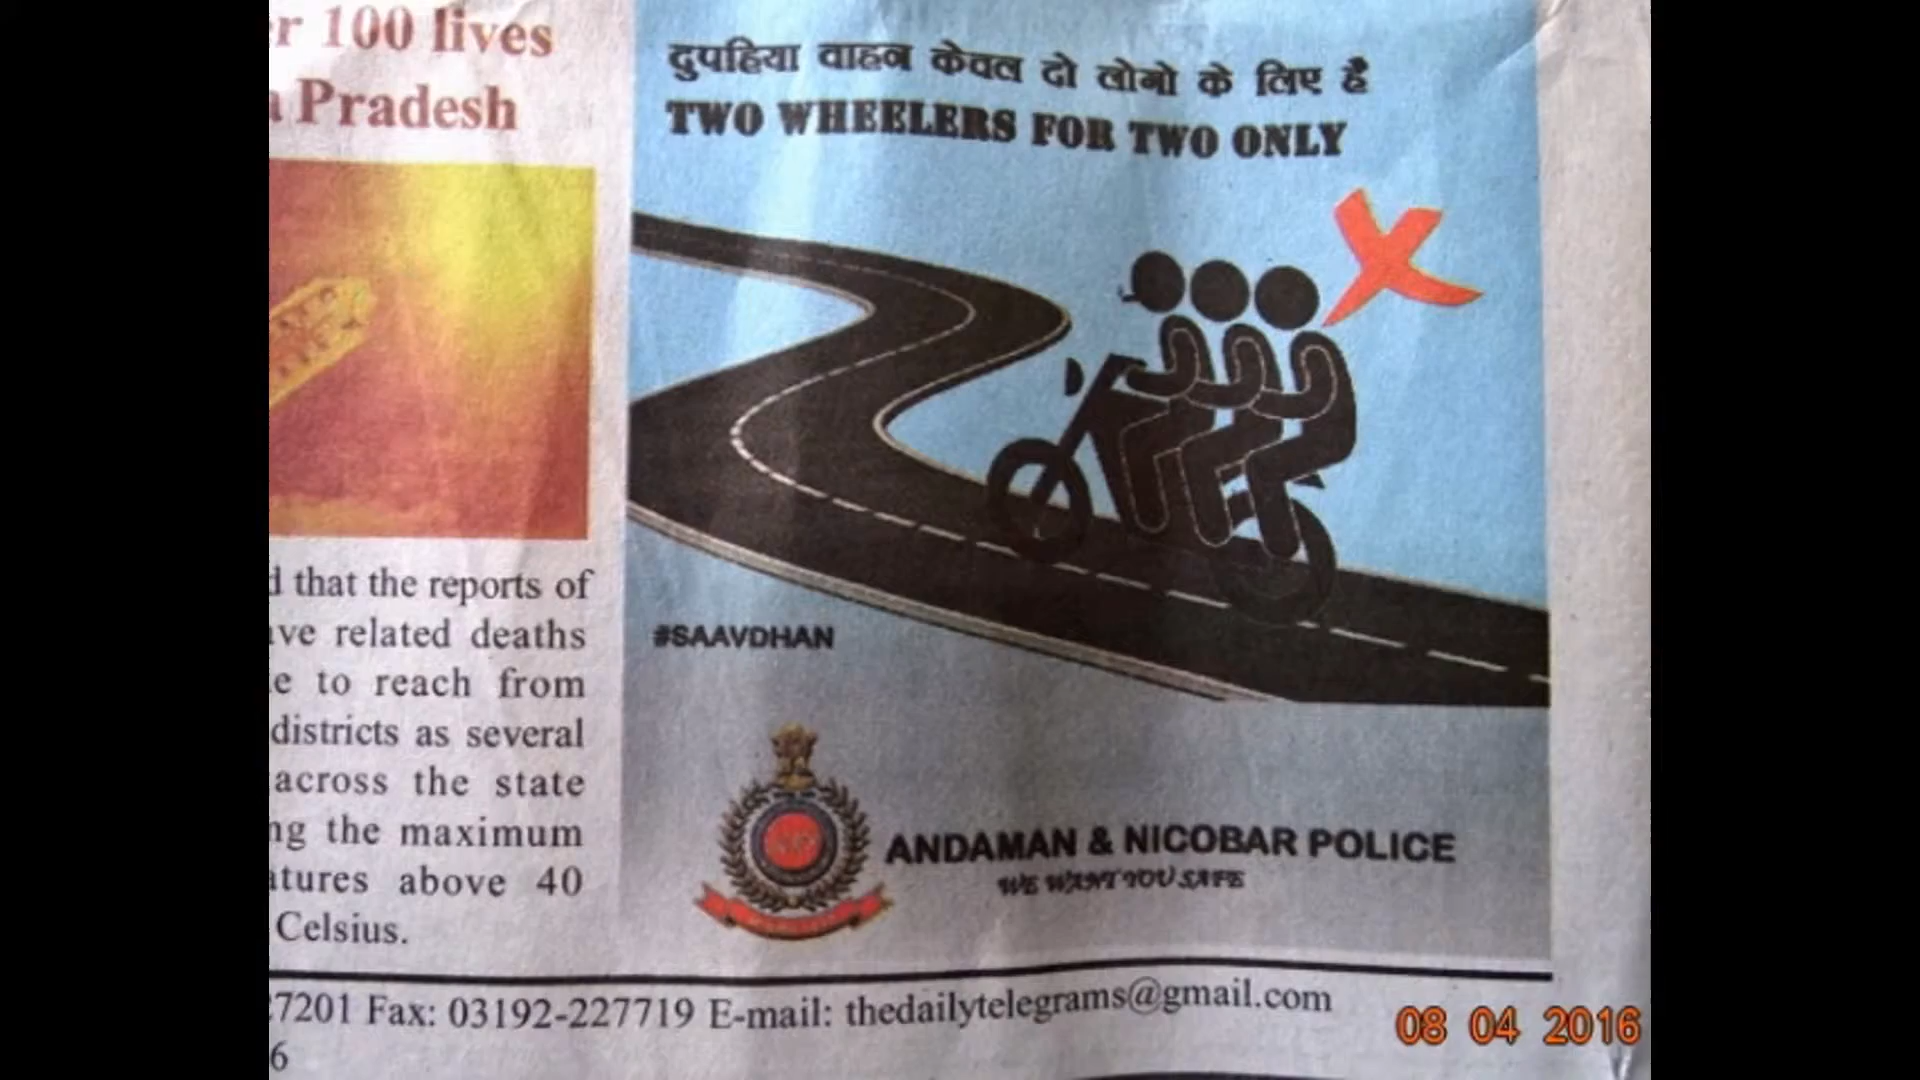 r 100 lives
Pradesh
d that the reports of
ve related deaths
e to reach from
districts as several
across the state
ng the maximum
atures above 40
Celsius.
दुपहिया वाहन केवल दो लोगो के लिए हैं
TWO WHEELERS FOR TWO ONLY
#SAAVDHAN
ANDAMAN & NICOBAR POLICE
WE WANT YOU SAFE
7201 Fax: 03192-227719 E-mail: thedailytelegrams@gmail.com
6
08 04 2016